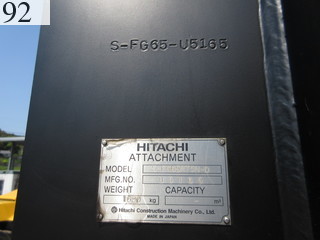 92
S-FG65-U5165
HITACHI
ATTACHMENT
MODEL
MFG.NO.
WEIGHT CAPACITY
kg m³
Hitachi Construction Machinery Co., Ltd.
MADE IN JAPAN